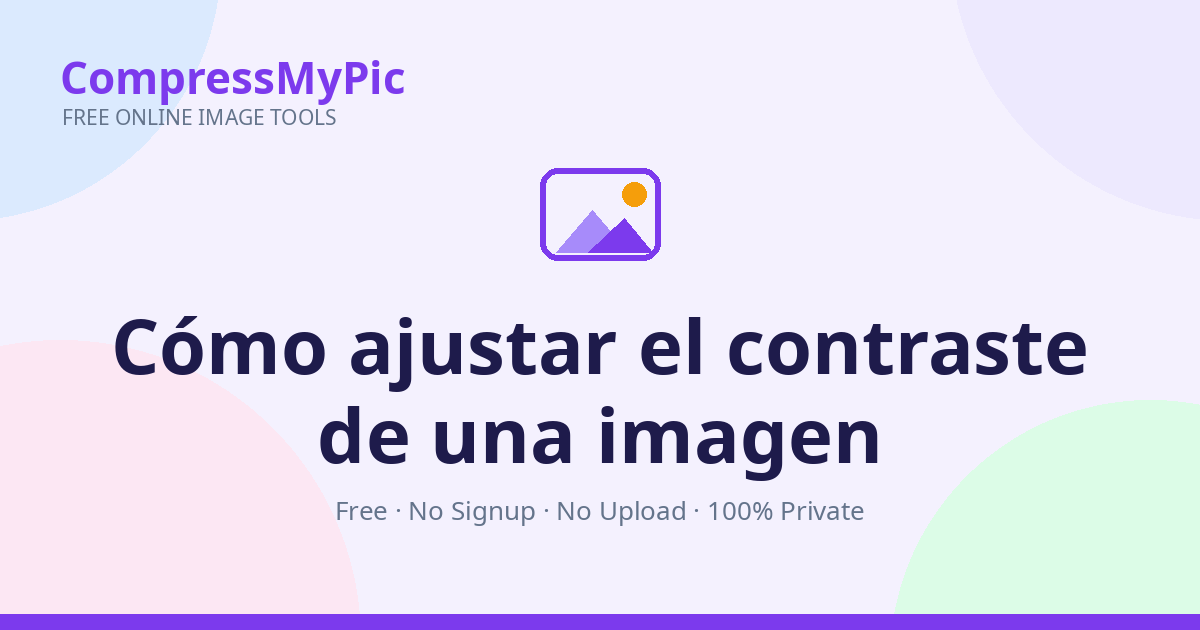 CompressMyPic
FREE ONLINE IMAGE TOOLS
Cómo ajustar el contraste
de una imagen
Free · No Signup · No Upload · 100% Private